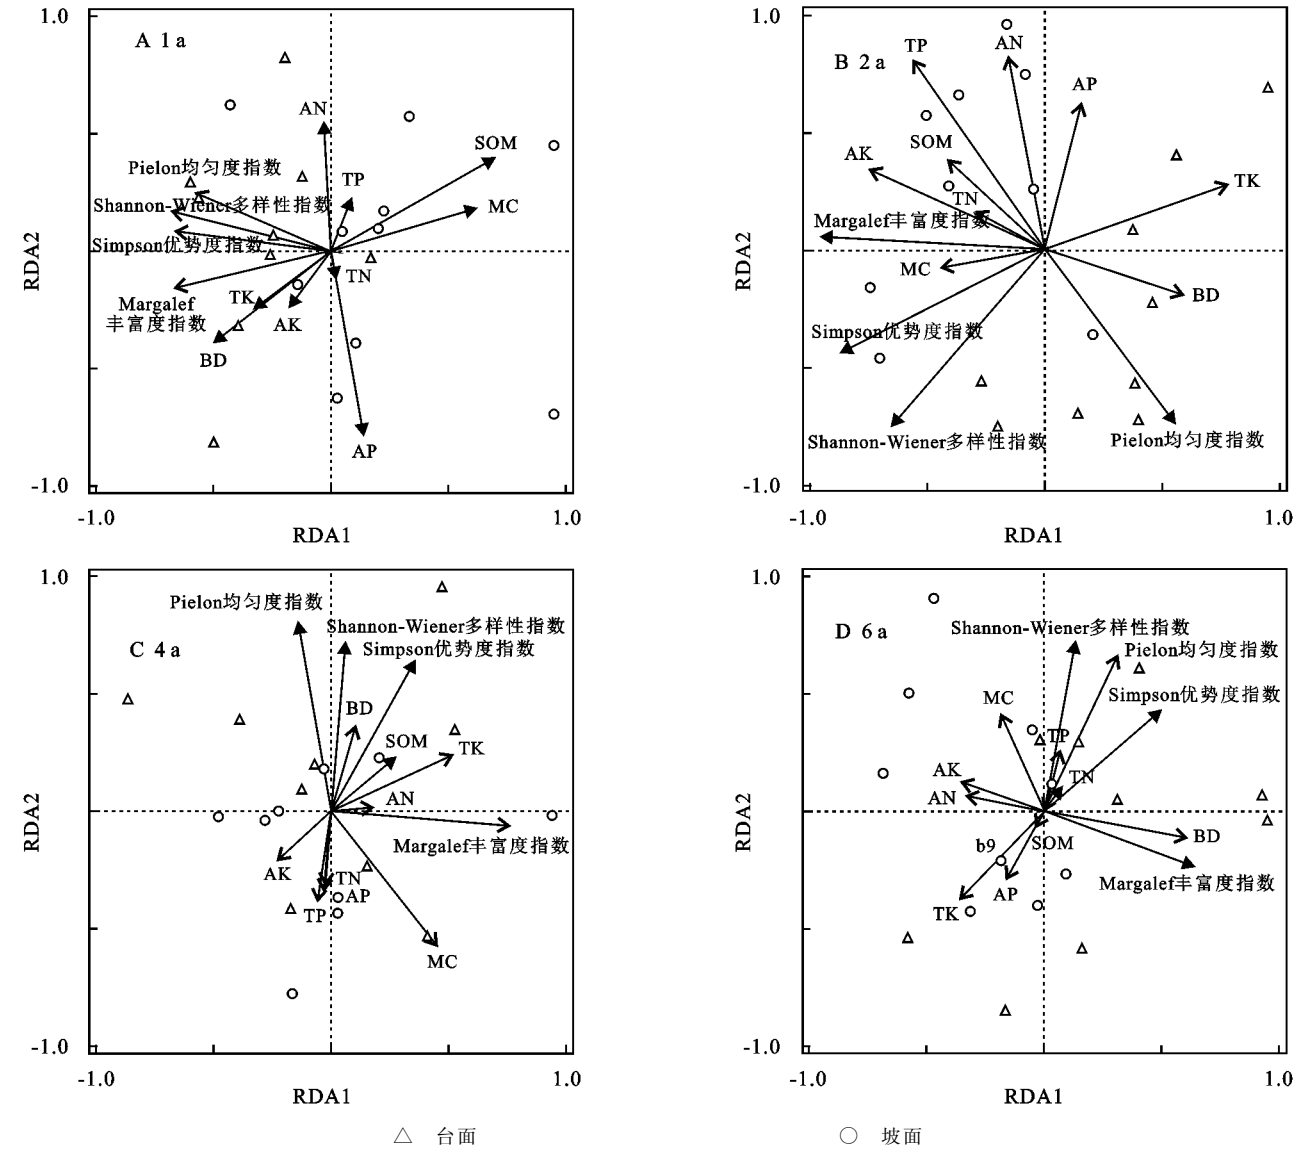 1.0
A 1a
AN
SOM
Pielon均匀度指数
TP
Shannon-Wiener多样性指数
MC
Simpson优势度指数
RDA2
TN
TK
Margalef
丰富度指数
AK
BD
AP
-1.0
-1.0
1.0
RDA1
1.0
TP
AN
B 2a
AP
SOM
AK
TK
TN
Margalef丰富度指数
RDA2
MC
BD
Simpson优势度指数
Shannon-Wiener多样性指数
Pielon均匀度指数
-1.0
-1.0
1.0
RDA1
1.0
Pielon均匀度指数
Shannon-Wiener多样性指数
C 4a
Simpson优势度指数
BD
SOM
TK
AN
RDA2
Margalef丰富度指数
AK
TN
AP
TP
MC
-1.0
-1.0
1.0
RDA1
1.0
Shannon-Wiener多样性指数
D 6a
Pielon均匀度指数
MC
Simpson优势度指数
TP
AK
TN
AN
RDA2
BD
b9
SOM
Margalef丰富度指数
AP
TK
-1.0
-1.0
1.0
RDA1
△ 台面
○ 坡面